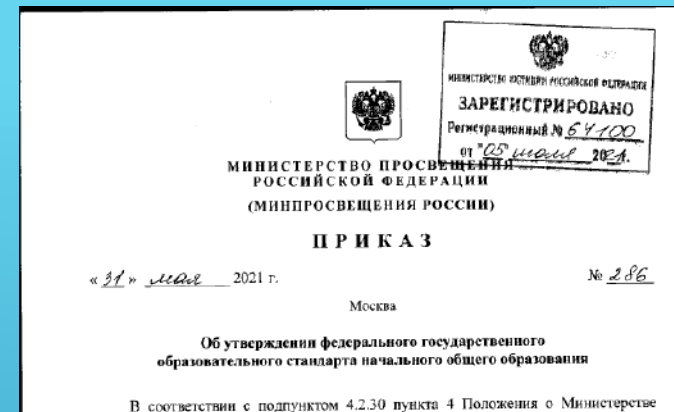 МИНИСТЕРСТВО ЮСТИЦИИ РОССИЙСКОЙ ФЕДЕРАЦИИ
ЗАРЕГИСТРИРОВАНО
Регистрационный № 64100
от "05 июля 2021.
МИНИСТЕРСТВО ПРОСВЕЩЕНИЯ
РОССИЙСКОЙ ФЕДЕРАЦИИ
(МИНПРОСВЕЩЕНИЯ РОССИИ)
ПРИКАЗ
«31» мая 2021 г.
№ 286
Москва
Об утверждении федерального государственного
образовательного стандарта начального общего образования
В соответствии с подпунктом 4.2.30 пункта 4 Положения о Министерстве